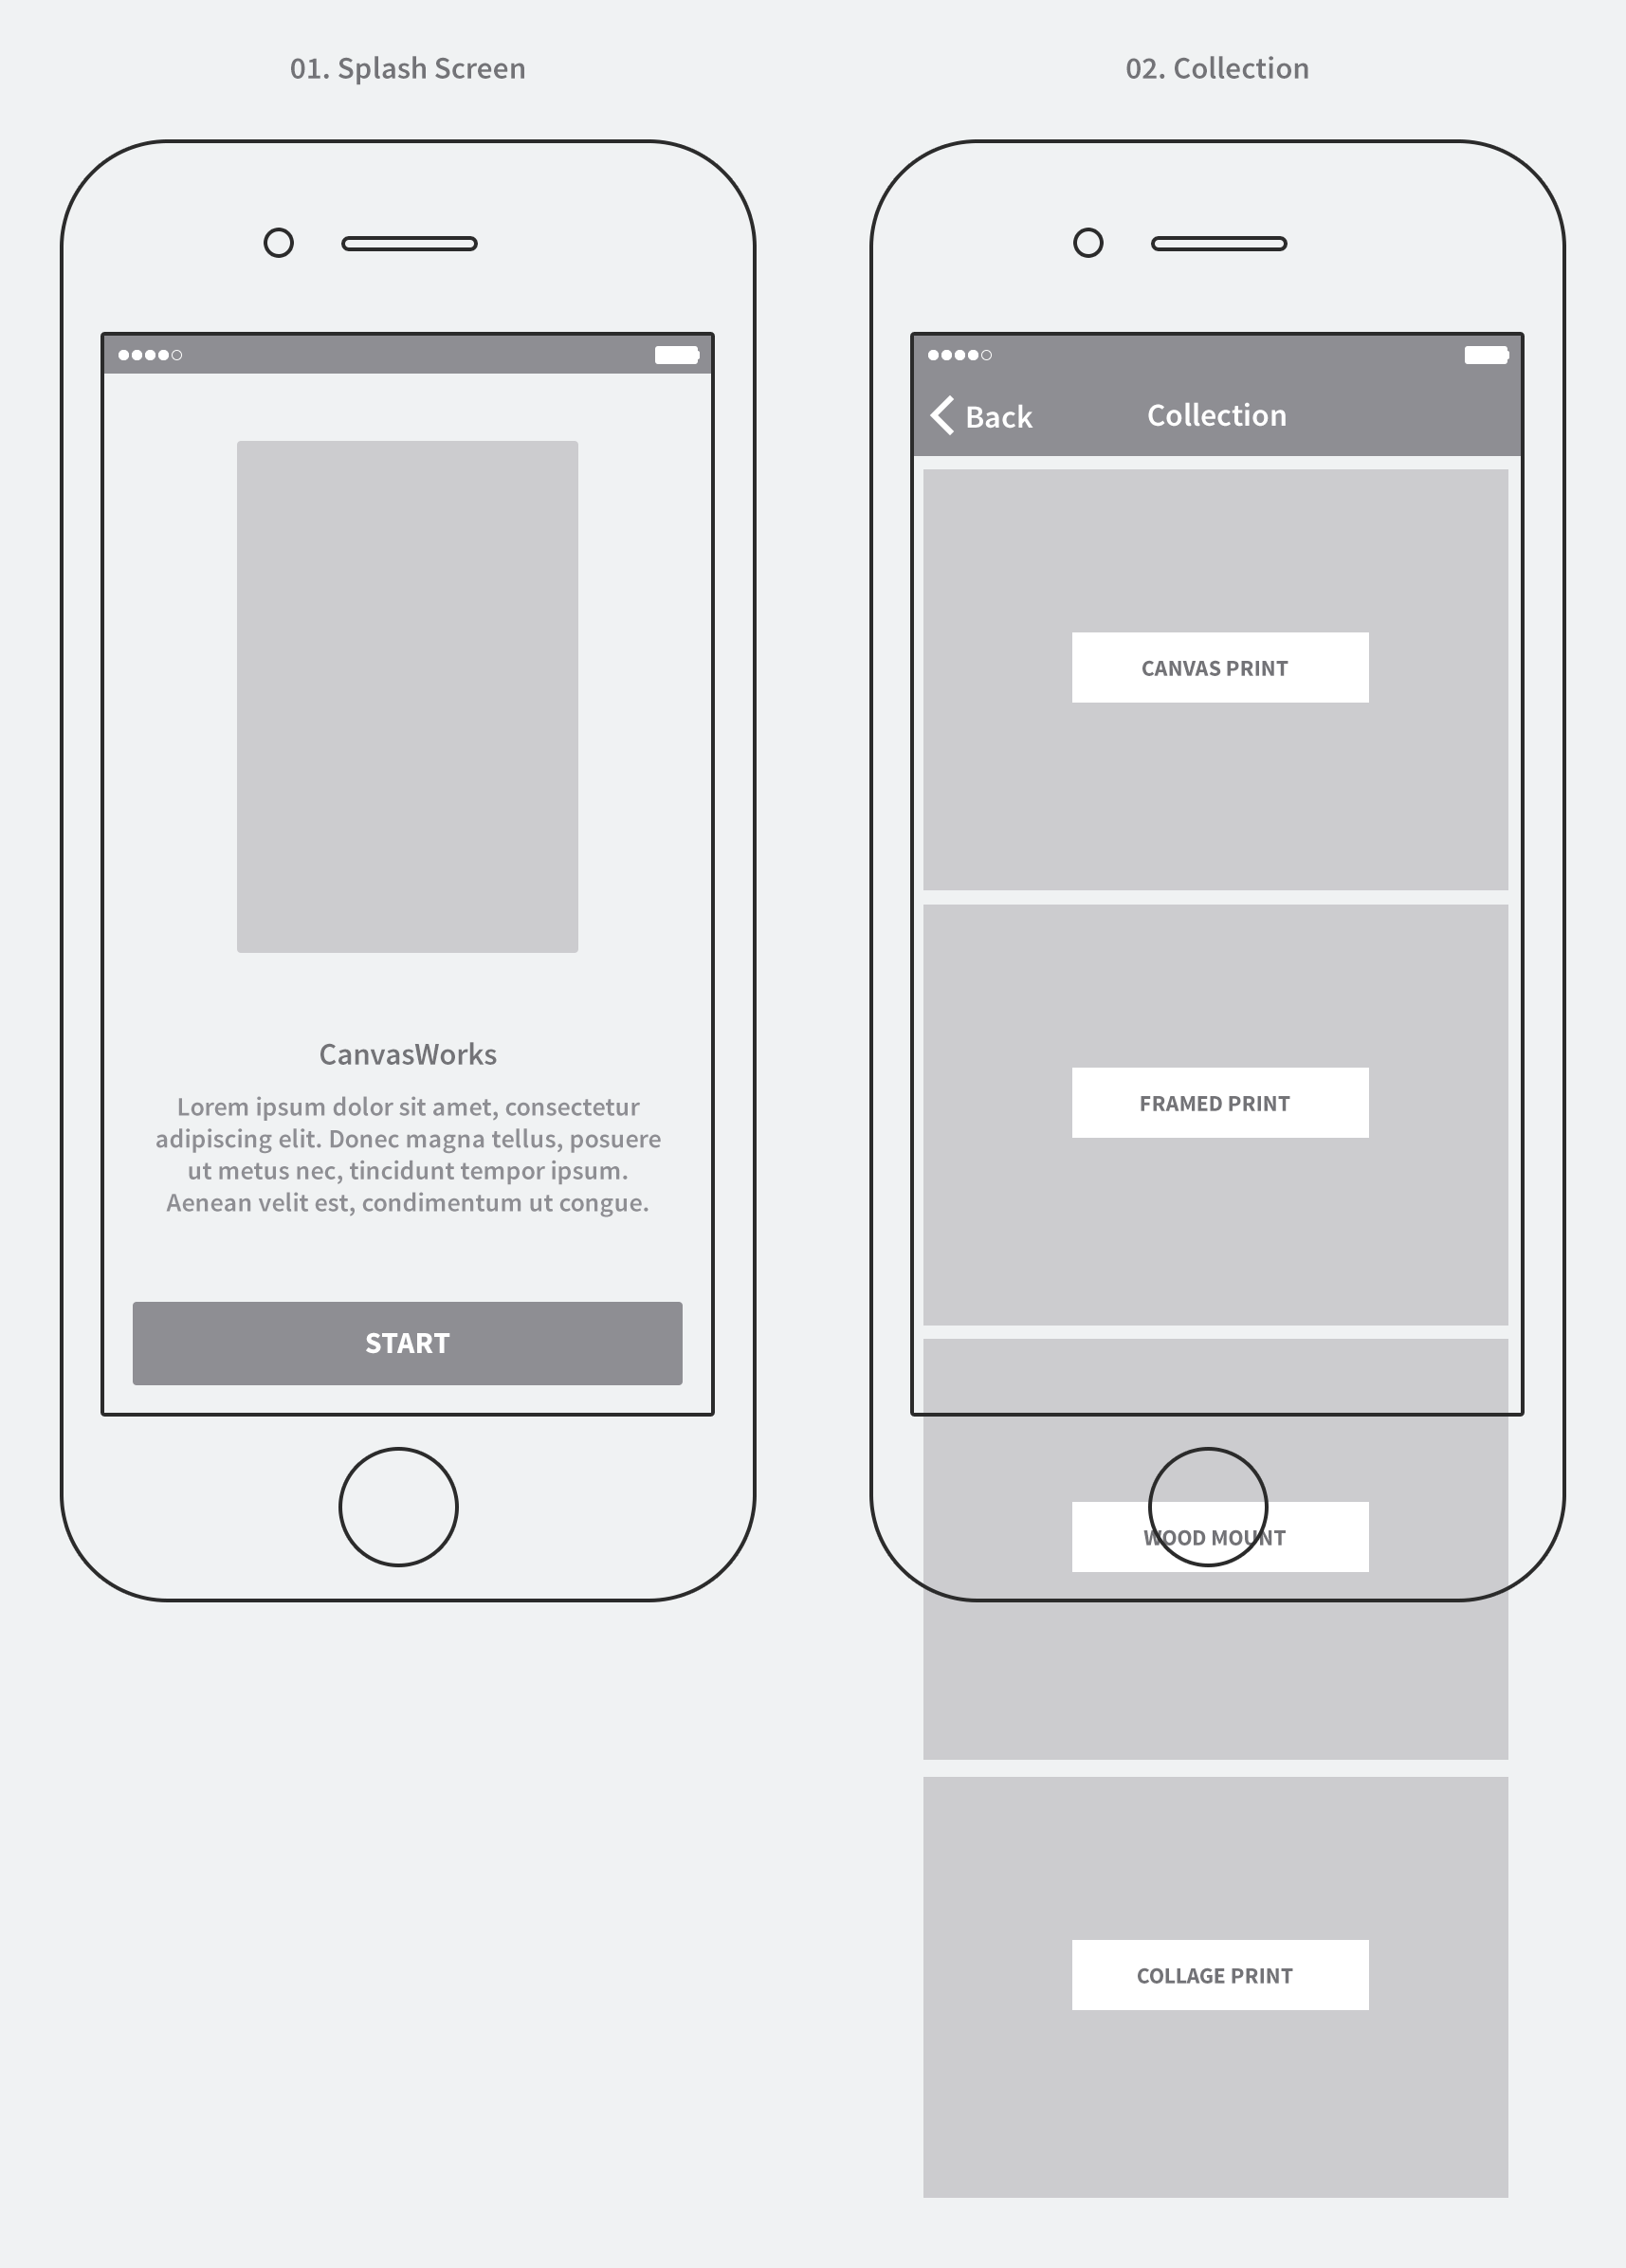 01. Splash Screen
CanvasWorks
Lorem ipsum dolor sit amet, consectetur
adipiscing elit. Donec magna tellus, posuere
ut metus nec, tincidunt tempor ipsum.
Aenean velit est, condimentum ut congue.
START
02. Collection
Back
Collection
CANVAS PRINT
FRAMED PRINT
WOOD MOUNT
COLLAGE PRINT